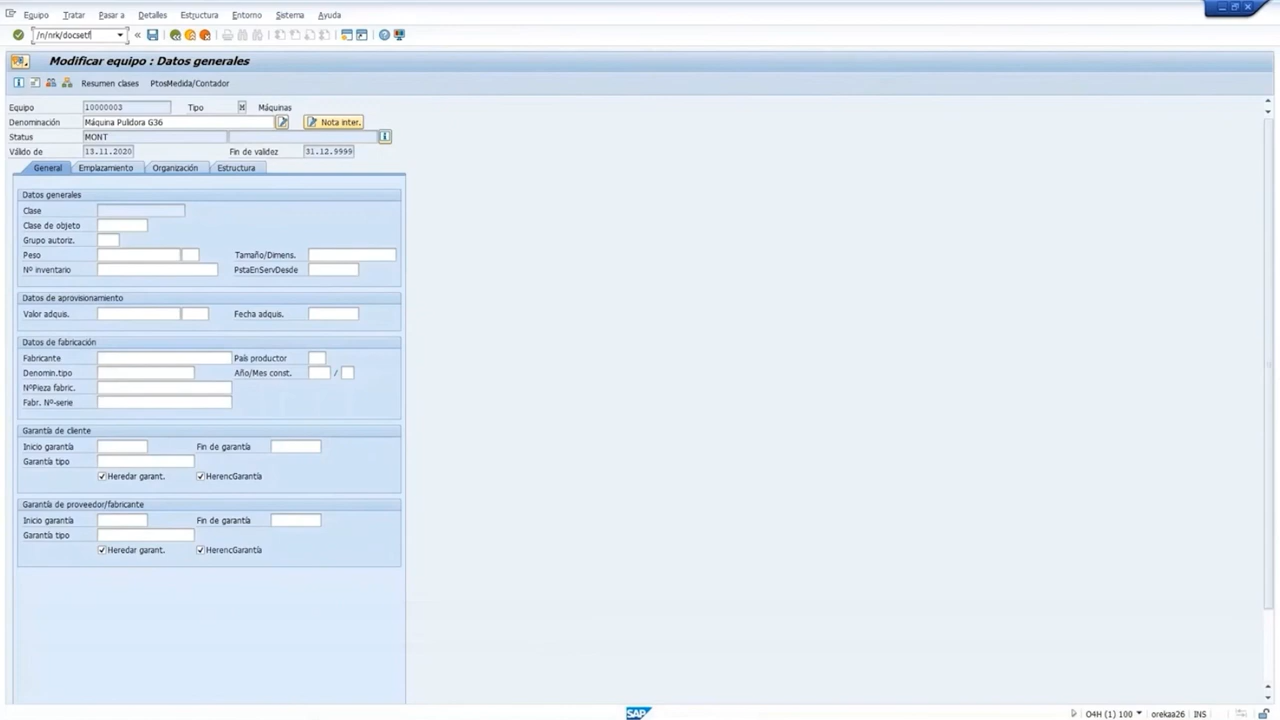 Equipo Tratar Pasar a Detalles Estructura Entorno Sistema Ayuda
/n/nrk/docsetf
Modificar equipo : Datos generales
Resumen clases PtosMedida/Contador
Equipo 10000003 Tipo M Máquinas
Denominación Máquina Pulidora G36 Nota inter.
Status MONT
Válido de 13.11.2020 Fin de validez 31.12.9999
General Emplazamiento Organización Estructura
Datos generales
Clase
Clase de objeto
Grupo autoriz.
Peso Tamaño/Dimens.
Nº inventario PstaEnServDesde
Datos de aprovisionamiento
Valor adquis. Fecha adquis.
Datos de fabricación
Fabricante País productor
Denomin.tipo Año/Mes const. /
NºPieza fabric.
Fabr. Nº-serie
Garantía de cliente
Inicio garantía Fin de garantía
Garantía tipo
Heredar garant. HerencGarantía
Garantía de proveedor/fabricante
Inicio garantía Fin de garantía
Garantía tipo
Heredar garant. HerencGarantía
SAP O4H (1) 100 orekaa26 INS